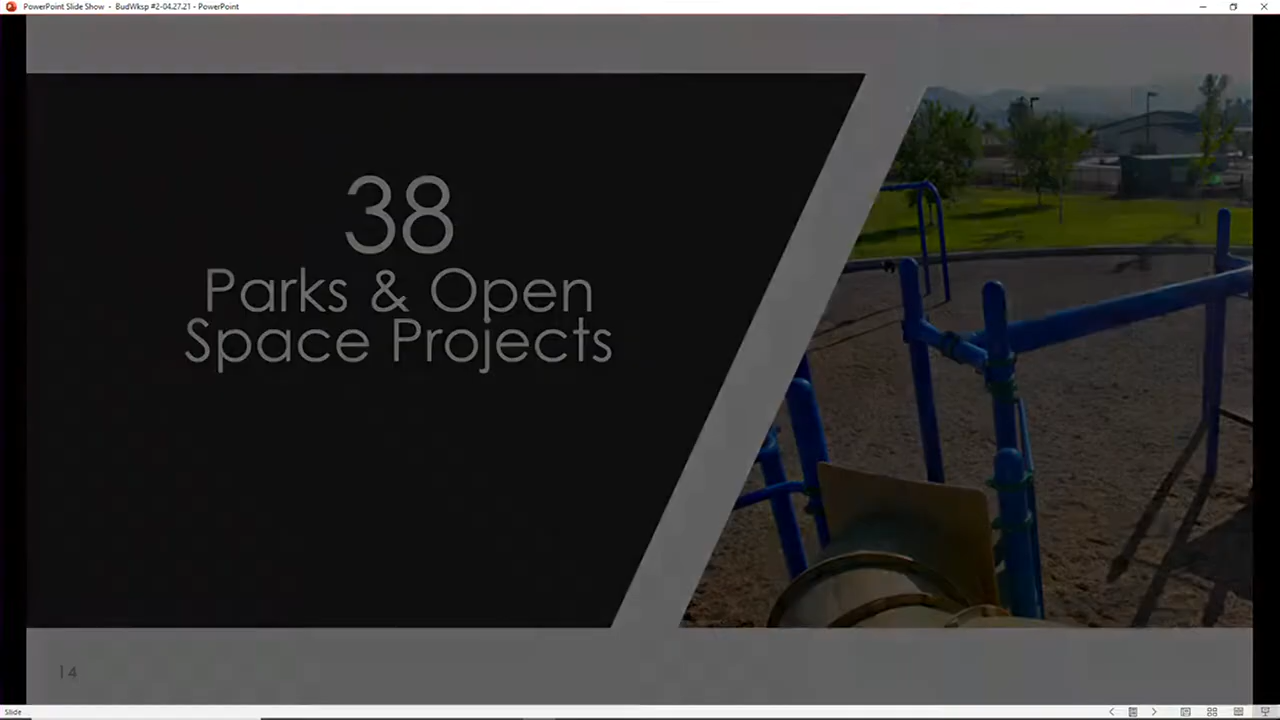 PowerPoint Slide Show - BudWksp #2-04.27.21 - PowerPoint
38
Parks & Open
Space Projects
14
Slide